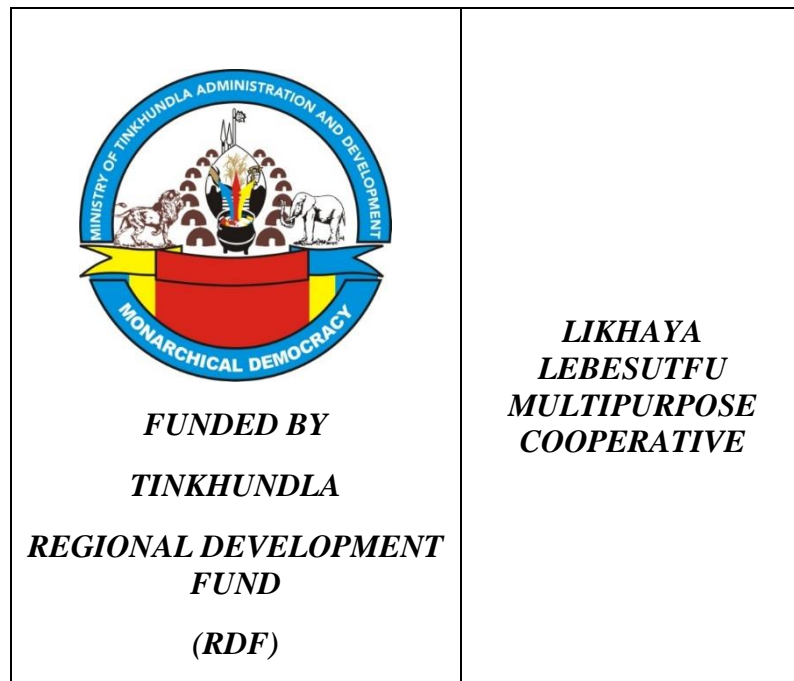 MINISTRY OF TINKHUNDLA ADMINISTRATION AND DEVELOPMENT
MONARCHICAL DEMOCRACY
FUNDED BY
TINKHUNDLA
REGIONAL DEVELOPMENT
FUND
(RDF)
LIKHAYA
LEBESUTFU
MULTIPURPOSE
COOPERATIVE